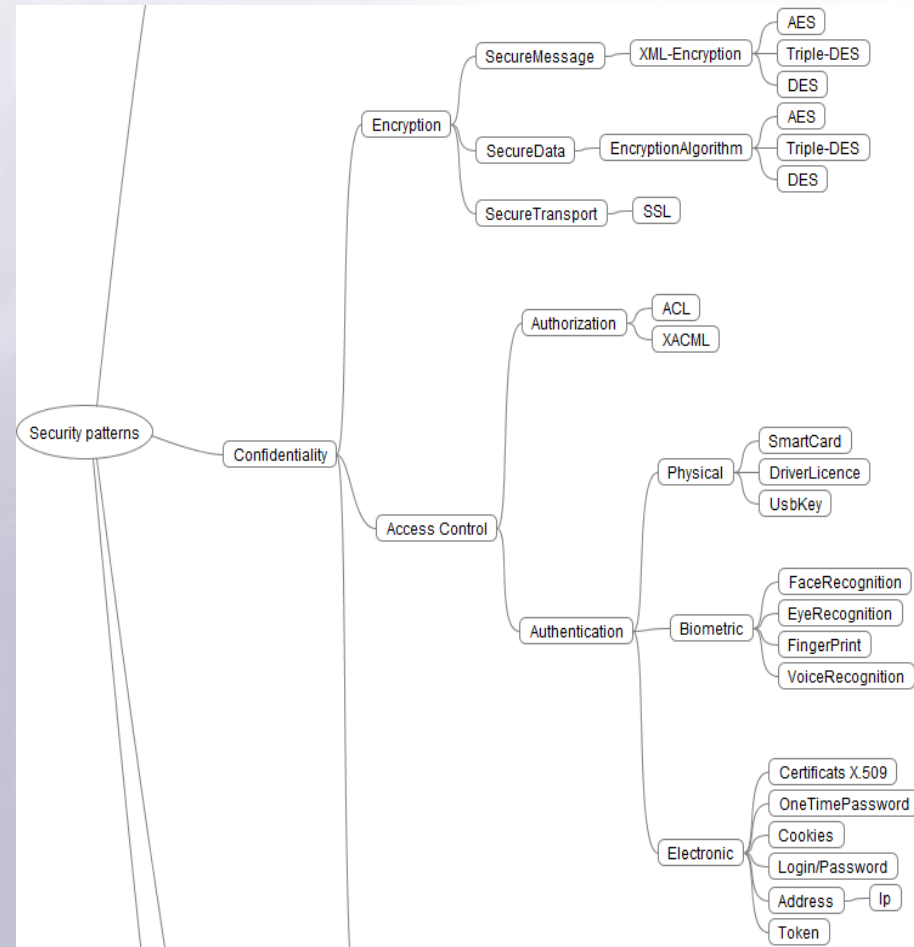 Security patterns
Confidentiality
Encryption
SecureMessage
XML-Encryption
AES
Triple-DES
DES
SecureData
EncryptionAlgorithm
AES
Triple-DES
DES
SecureTransport
SSL
Access Control
Authorization
ACL
XACML
Authentication
Physical
SmartCard
DriverLicence
UsbKey
Biometric
FaceRecognition
EyeRecognition
FingerPrint
VoiceRecognition
Electronic
Certificats X.509
OneTimePassword
Cookies
Login/Password
Address
Ip
Token